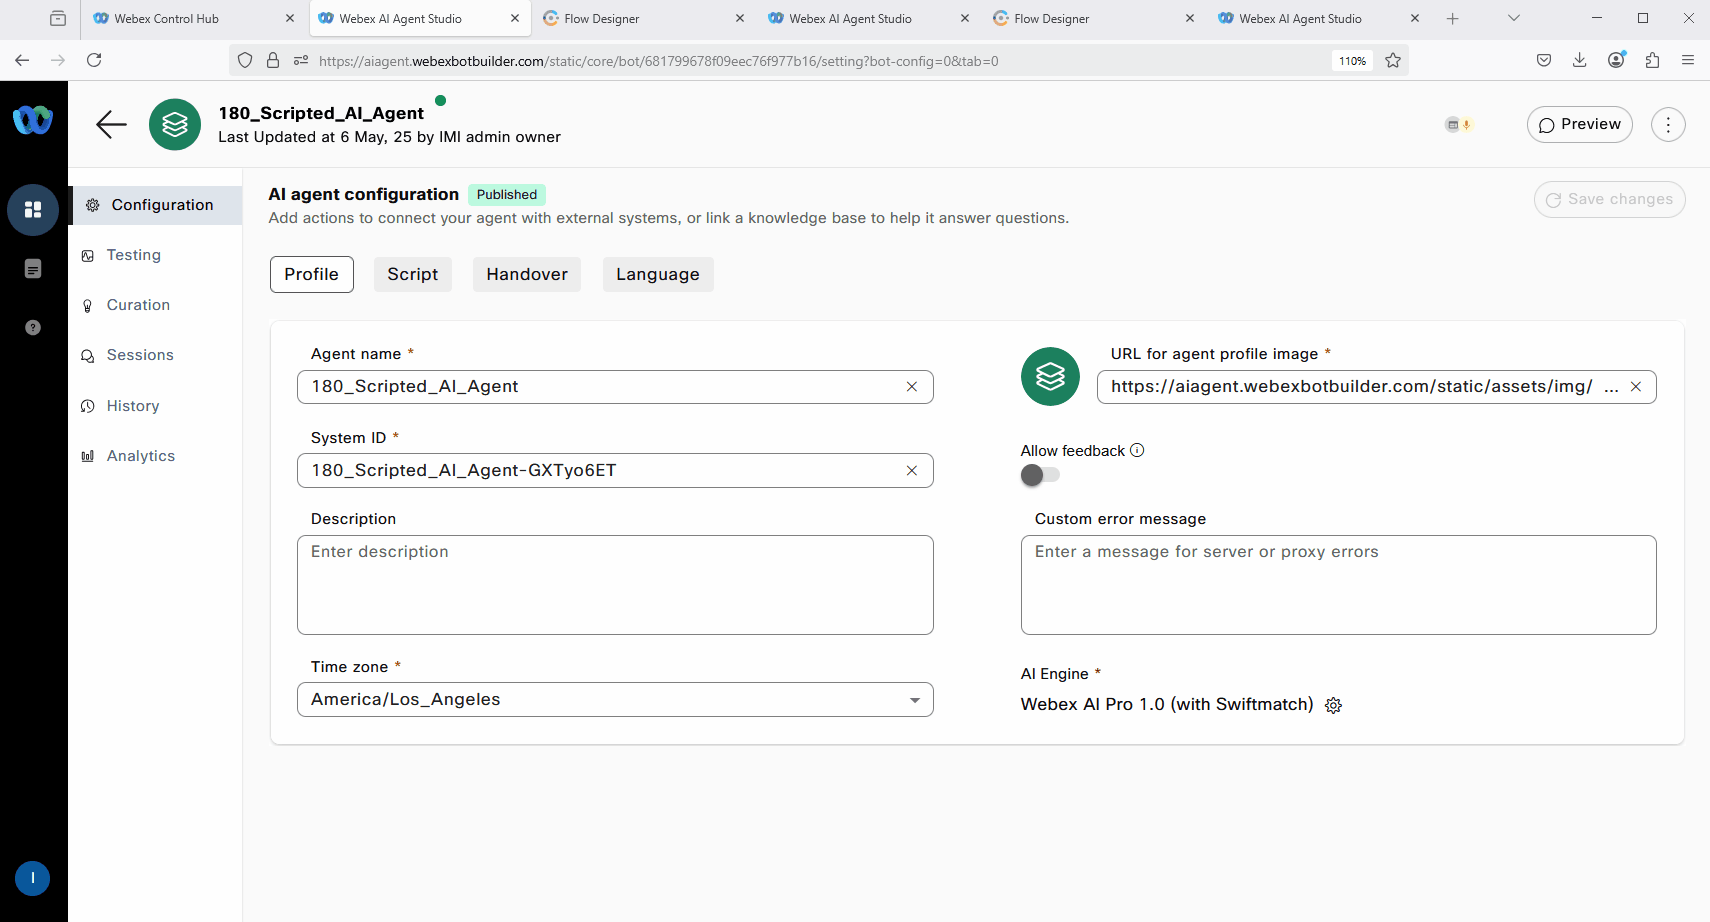 Webex Control Hub
Webex AI Agent Studio
Flow Designer
Webex AI Agent Studio
Flow Designer
Webex AI Agent Studio
https://aiagent.webexbotbuilder.com/static/core/bot/681799678f09eec76f977b16/setting?bot-config=0&tab=0
110%
180_Scripted_AI_Agent
Last Updated at 6 May, 25 by IMI admin owner
Preview
Configuration
Testing
Curation
Sessions
History
Analytics
AI agent configuration
Published
Add actions to connect your agent with external systems, or link a knowledge base to help it answer questions.
Save changes
Profile
Script
Handover
Language
Agent name *
180_Scripted_AI_Agent
URL for agent profile image *
https://aiagent.webexbotbuilder.com/static/assets/img/ ...
System ID *
180_Scripted_AI_Agent-GXTyo6ET
Allow feedback
Description
Enter description
Custom error message
Enter a message for server or proxy errors
Time zone *
America/Los_Angeles
AI Engine *
Webex AI Pro 1.0 (with Swiftmatch)
I